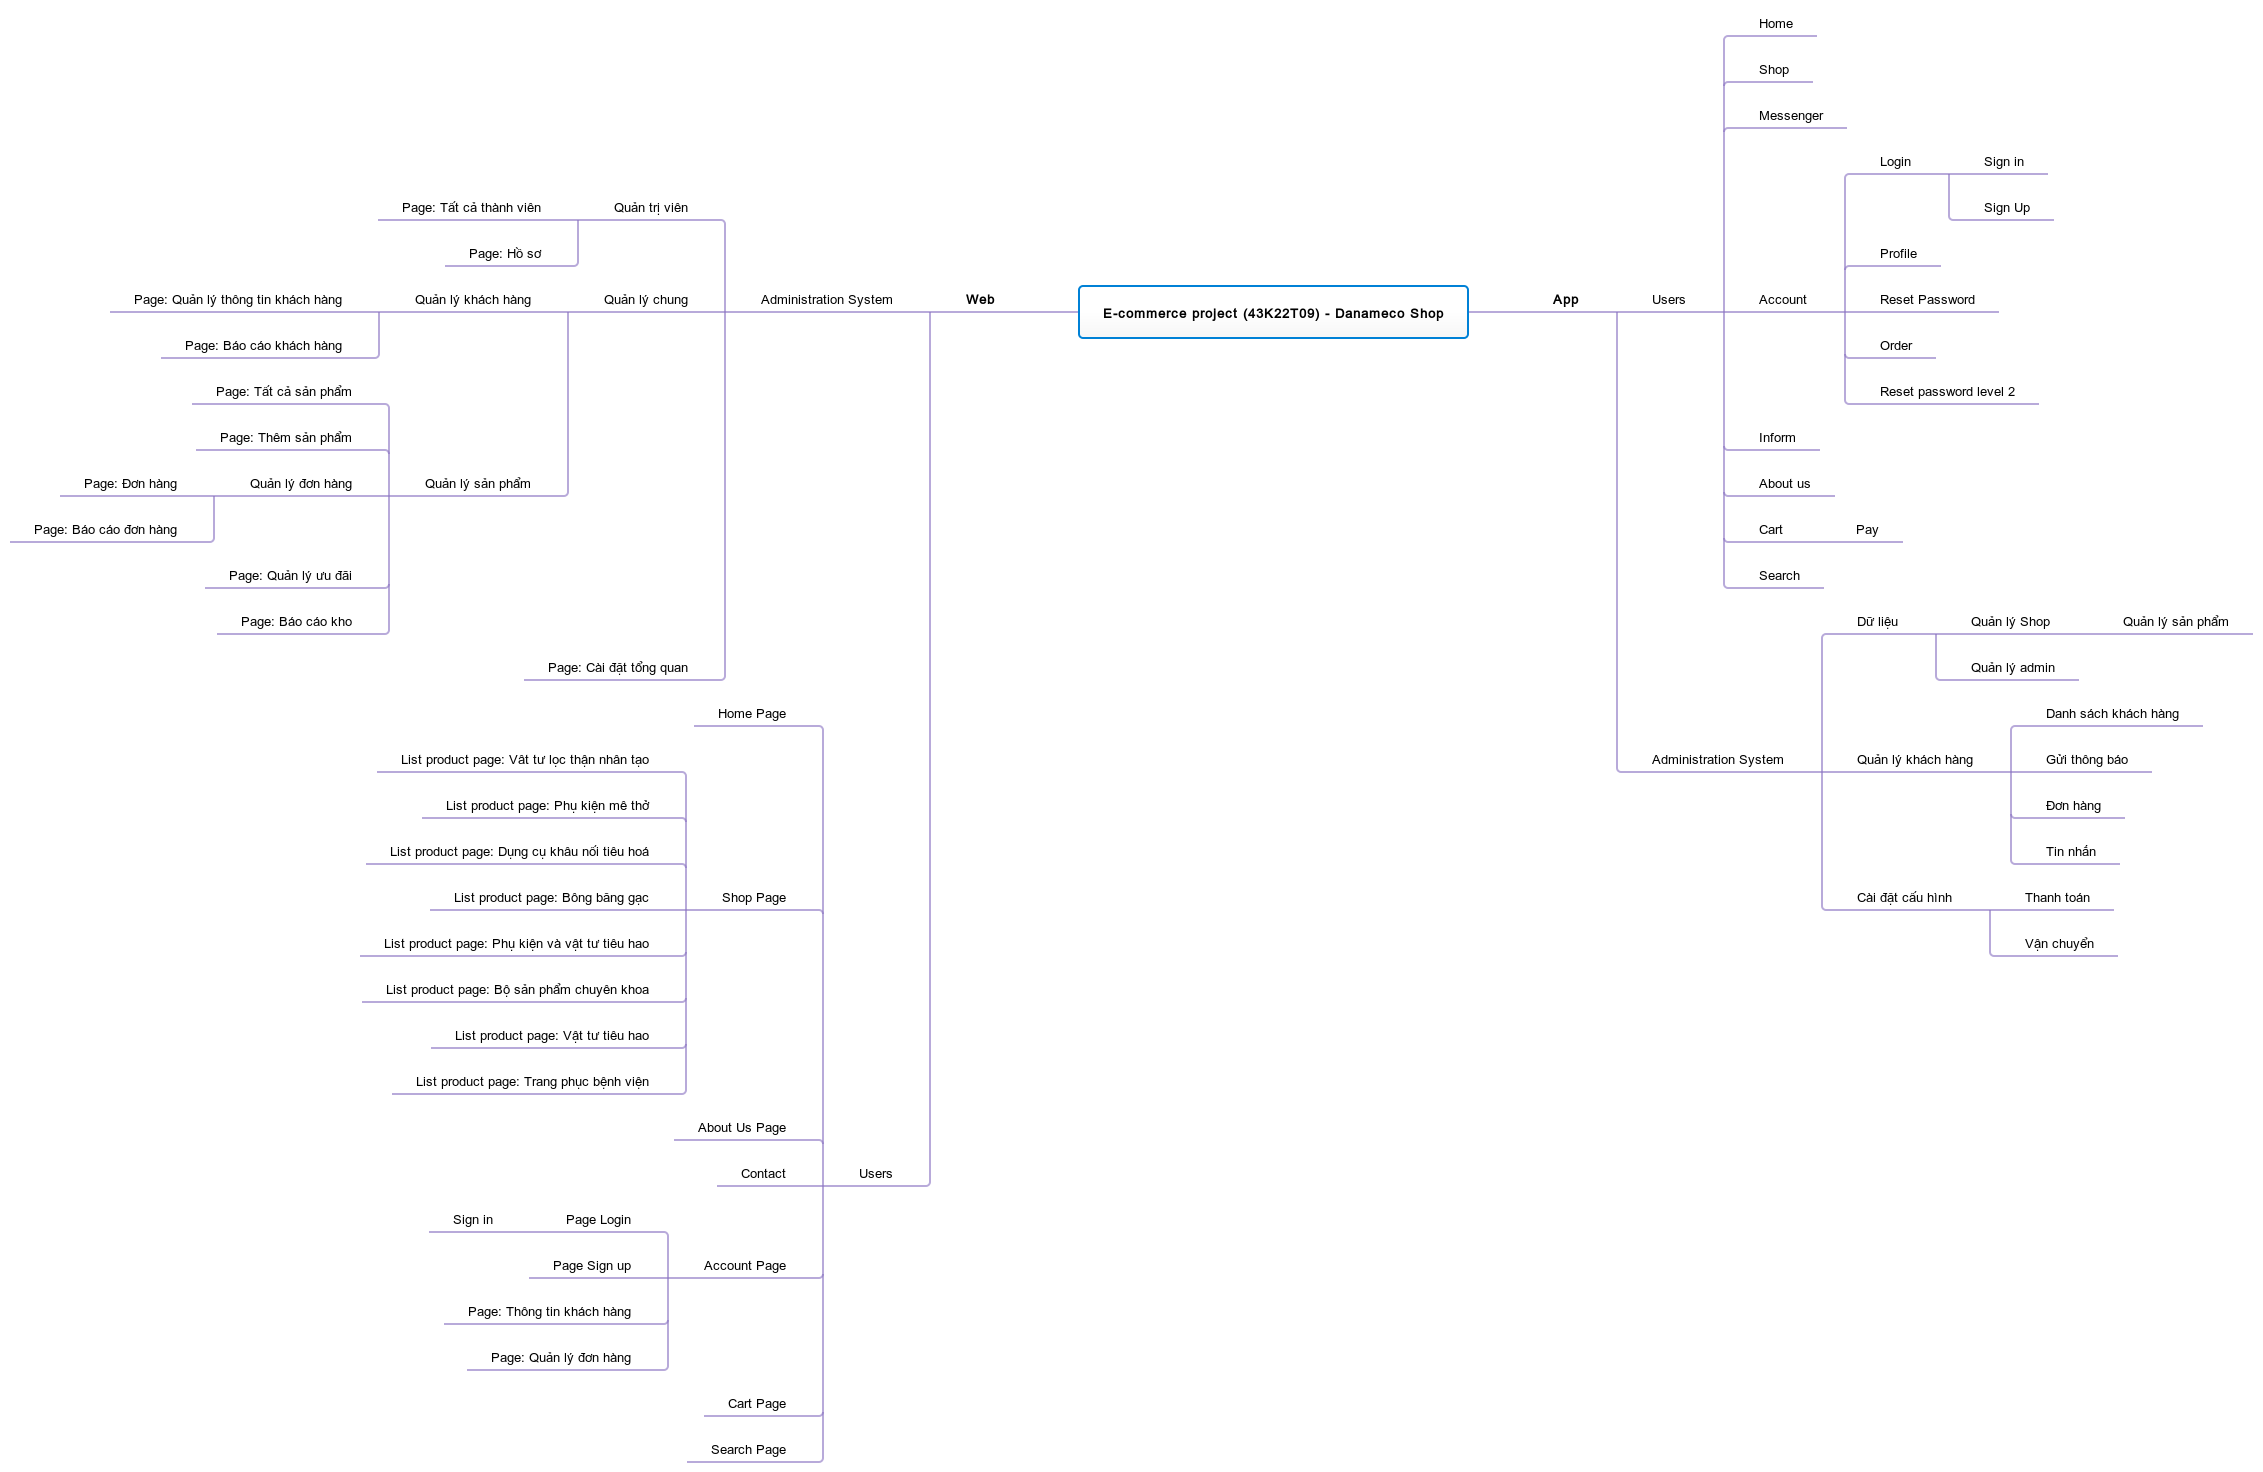 E-commerce project (43K22T09) - Danameco Shop
Web
Administration System
Quản trị viên
Page: Tất cả thành viên
Page: Hồ sơ
Quản lý chung
Quản lý khách hàng
Page: Quản lý thông tin khách hàng
Page: Báo cáo khách hàng
Quản lý sản phẩm
Page: Tất cả sản phẩm
Page: Thêm sản phẩm
Quản lý đơn hàng
Page: Đơn hàng
Page: Báo cáo đơn hàng
Page: Quản lý ưu đãi
Page: Báo cáo kho
Page: Cài đặt tổng quan
Users
Home Page
Shop Page
List product page: Vât tư lọc thận nhân tạo
List product page: Phụ kiện mê thở
List product page: Dụng cụ khâu nối tiêu hoá
List product page: Bông băng gạc
List product page: Phụ kiện và vật tư tiêu hao
List product page: Bộ sản phẩm chuyên khoa
List product page: Vật tư tiêu hao
List product page: Trang phục bệnh viện
About Us Page
Contact
Account Page
Page Login
Sign in
Page Sign up
Page: Thông tin khách hàng
Page: Quản lý đơn hàng
Cart Page
Search Page
App
Users
Home
Shop
Messenger
Account
Login
Sign in
Sign Up
Profile
Reset Password
Order
Reset password level 2
Inform
About us
Cart
Pay
Search
Administration System
Dữ liệu
Quản lý Shop
Quản lý sản phẩm
Quản lý admin
Quản lý khách hàng
Danh sách khách hàng
Gửi thông báo
Đơn hàng
Tin nhắn
Cài đặt cấu hình
Thanh toán
Vận chuyển